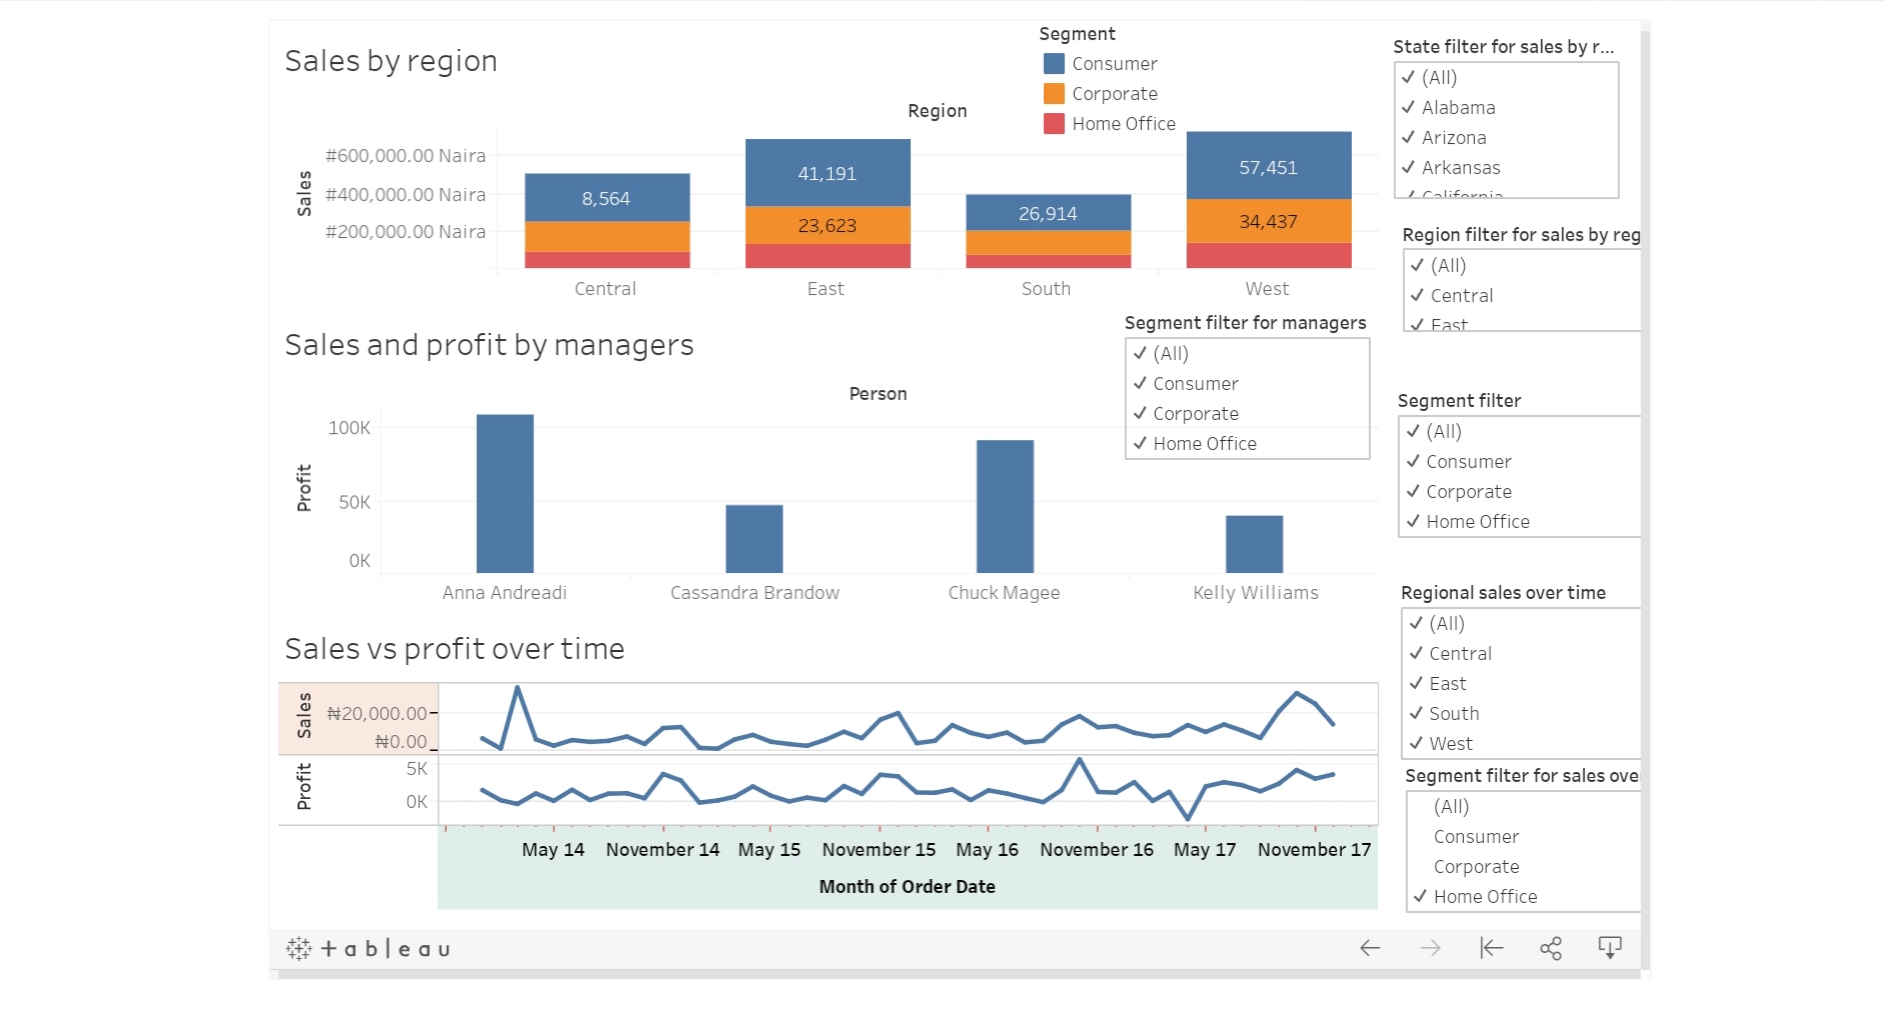 Sales by region
Segment
Consumer
Corporate
Home Office
Region
Sales
#600,000.00 Naira
#400,000.00 Naira
#200,000.00 Naira
8,564
41,191
23,623
26,914
57,451
34,437
Central
East
South
West
State filter for sales by r...
(All)
Alabama
Arizona
Arkansas
California
Region filter for sales by reg
(All)
Central
East
Sales and profit by managers
Segment filter for managers
(All)
Consumer
Corporate
Home Office
Person
Profit
100K
50K
0K
Anna Andreadi
Cassandra Brandow
Chuck Magee
Kelly Williams
Segment filter
(All)
Consumer
Corporate
Home Office
Sales vs profit over time
Sales
₦20,000.00
₦0.00
Profit
5K
0K
May 14
November 14
May 15
November 15
May 16
November 16
May 17
November 17
Month of Order Date
Regional sales over time
(All)
Central
East
South
West
Segment filter for sales over
(All)
Consumer
Corporate
Home Office
+ a b l e a u